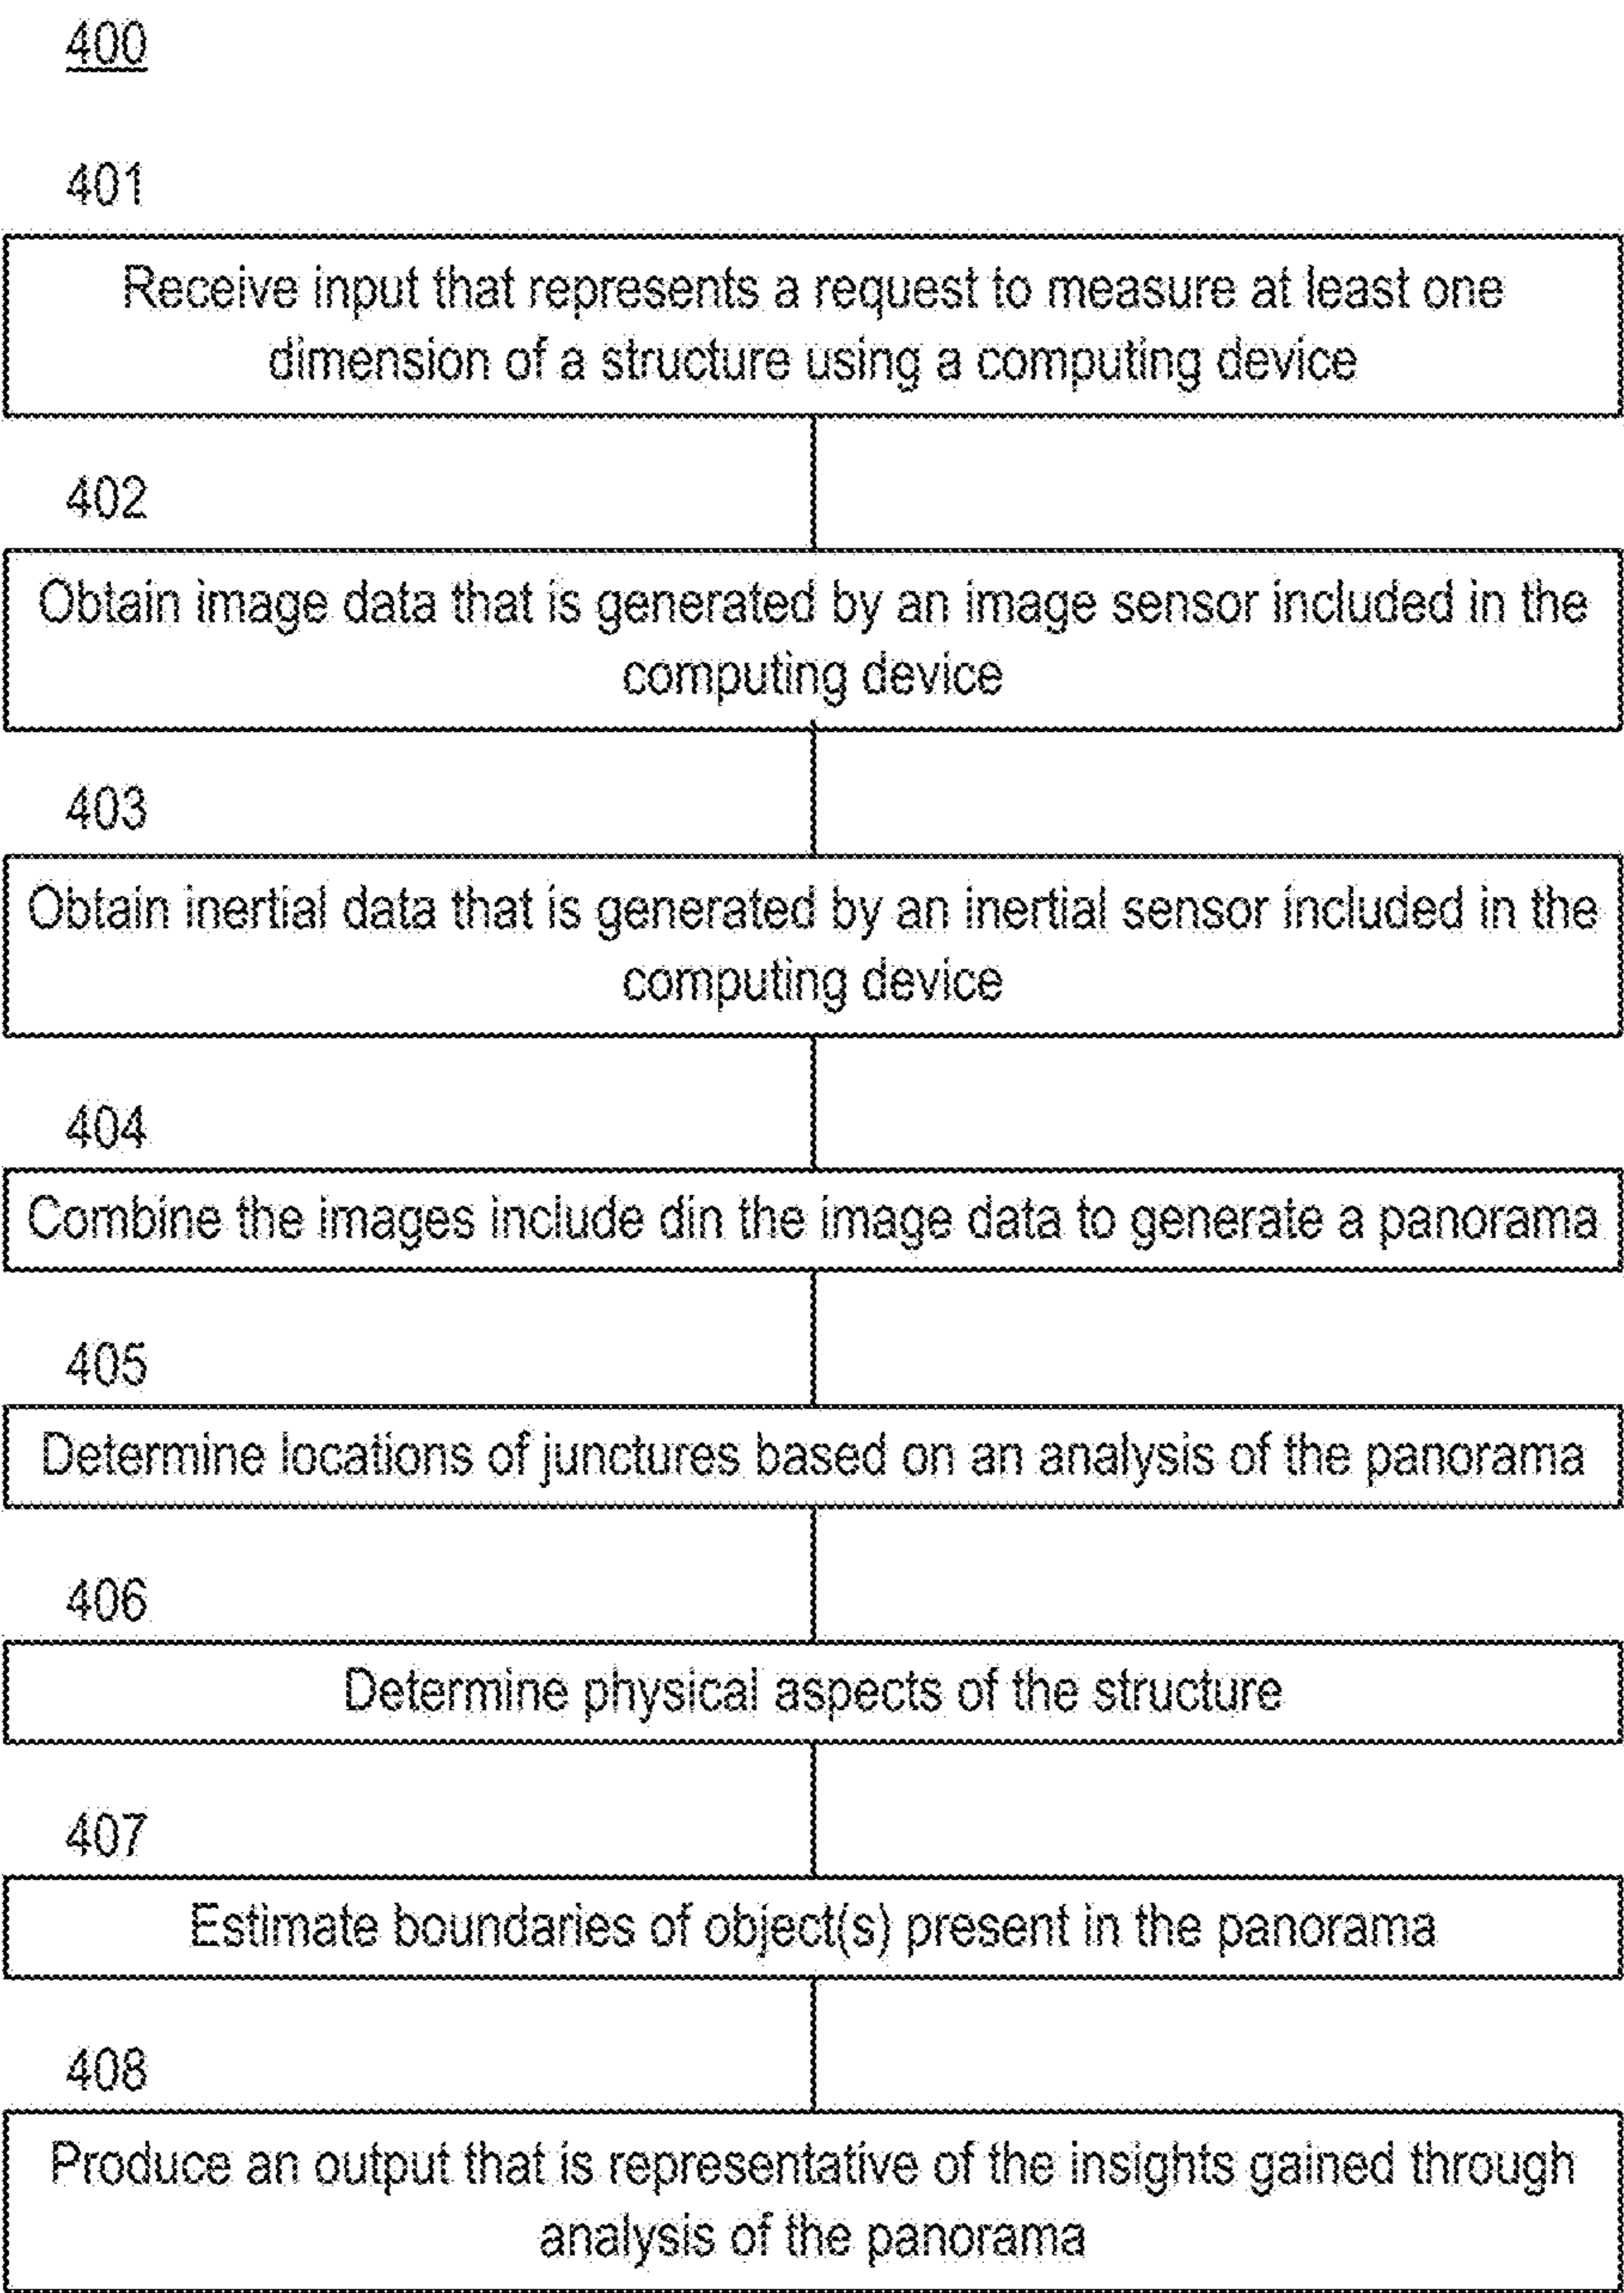 400
401
Receive input that represents a request to measure at least one
dimension of a structure using a computing device
402
Obtain image data that is generated by an image sensor included in the
computing device
403
Obtain inertial data that is generated by an inertial sensor included in the
computing device
404
Combine the images include din the image data to generate a panorama
405
Determine locations of junctures based on an analysis of the panorama
406
Determine physical aspects of the structure
407
Estimate boundaries of object(s) present in the panorama
408
Produce an output that is representative of the insights gained through
analysis of the panorama